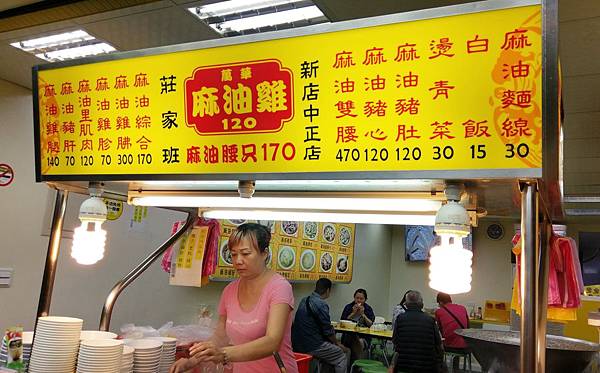 麻油雞腿 140
麻油豬肝 70
麻油里肌肉 120
麻油雞胗 70
麻油雞胇 300
麻油綜合 170
莊家班
萬華
麻油雞
120
麻油腰只170
新店中正店
麻油雙腰 470
麻油豬心 120
麻油豬肚 120
燙青菜 30
白飯 15
麻油麵線 30